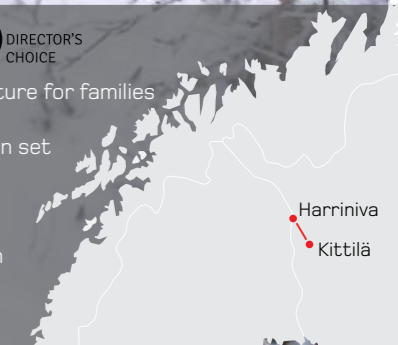 DIRECTOR'S
CHOICE
ture for families
n set
Harriniva
Kittilä